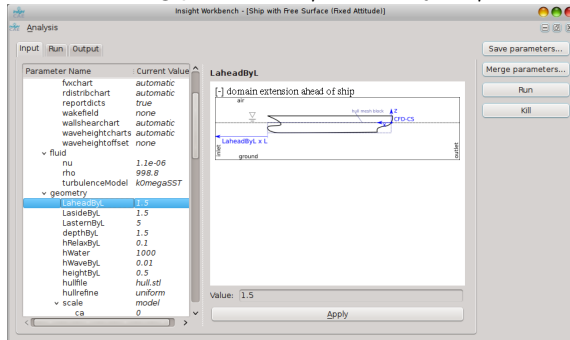 Insight Workbench - [Ship with Free Surface (Fixed Attitude)]
Analysis
Input Run Output
Parameter Name Current Value
fvxchart automatic
rdistribchart automatic
reportdicts true
wakefield none
wallshearchart automatic
waveheightcharts automatic
waveheightoffset none
fluid
nu 1.1e-06
rho 998.8
turbulenceModel kOmegaSST
geometry
LaheadByL 1.5
LasideByL 1.5
LasternByL 5
depthByL 1.5
hRelaxByL 0.1
hWater 1000
hWaveByL 0.01
heightByL 0.5
hullfile hull.stl
hullrefine uniform
scale model
ca 0
LaheadByL
[-] domain extension ahead of ship
air
hull mesh block
z
CFD-CS
x
LaheadByL x L
inlet
ground
outlet
Value: 1.5
Apply
Save parameters...
Merge parameters...
Run
Kill